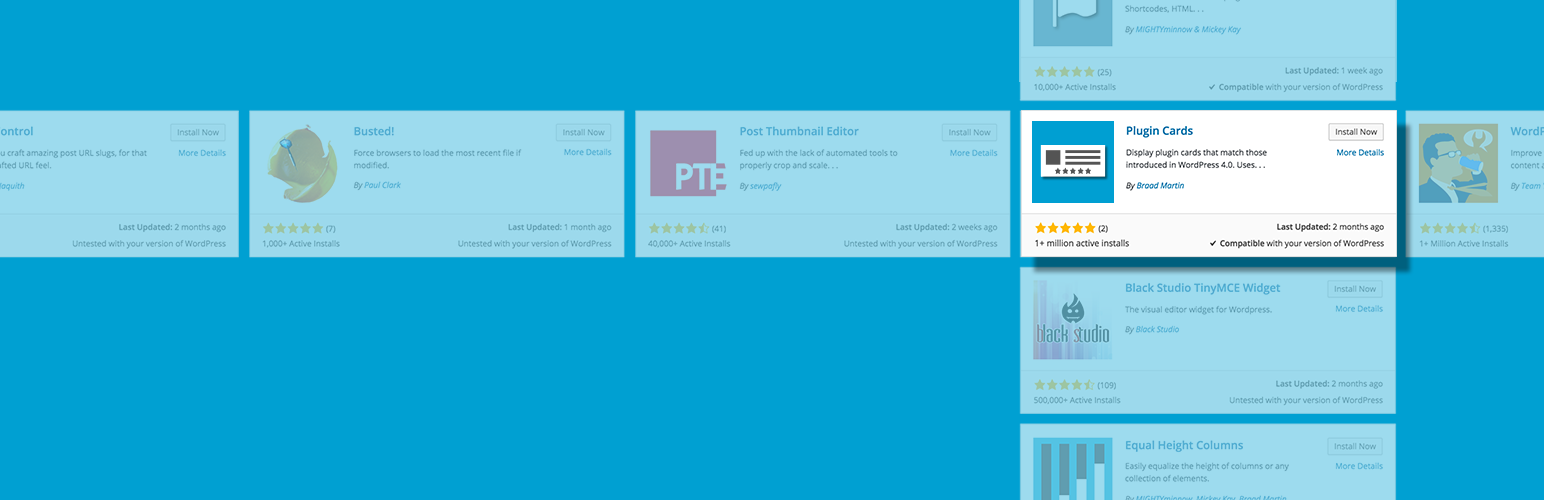 Shortcodes, HTML. . .
By MIGHTYminnow & Mickey Kay
(25)
Last Updated: 1 week ago
10,000+ Active Installs
✔ Compatible with your version of WordPress
ontrol
Install Now
u craft amazing post URL slugs, for that
More Details
afted URL feel.
Jaquith
Last Updated: 2 months ago
Untested with your version of WordPress
Busted!
Install Now
Force browsers to load the most recent file if
More Details
modified.
By Paul Clark
(7)
Last Updated: 1 month ago
1,000+ Active Installs
Untested with your version of WordPress
PTE
Post Thumbnail Editor
Install Now
Fed up with the lack of automated tools to
More Details
properly crop and scale. . .
By sewpafly
(41)
Last Updated: 2 weeks ago
40,000+ Active Installs
Untested with your version of WordPress
Plugin Cards
Install Now
Display plugin cards that match those
More Details
introduced in WordPress 4.0. Uses. . .
By Braad Martin
(2)
Last Updated: 2 months ago
1+ million active installs
✔ Compatible with your version of WordPress
WordP
Improve
content a
By Team
(1,335)
1+ Million Active Installs
black studio
Black Studio TinyMCE Widget
Install Now
The visual editor widget for Wordpress.
More Details
By Black Studio
(109)
Last Updated: 2 months ago
500,000+ Active Installs
Untested with your version of WordPress
Equal Height Columns
Install Now
Easily equalize the height of columns or any
More Details
collection of elements.
By MIGHTYminnow, Mickey Kay, Braad Martin